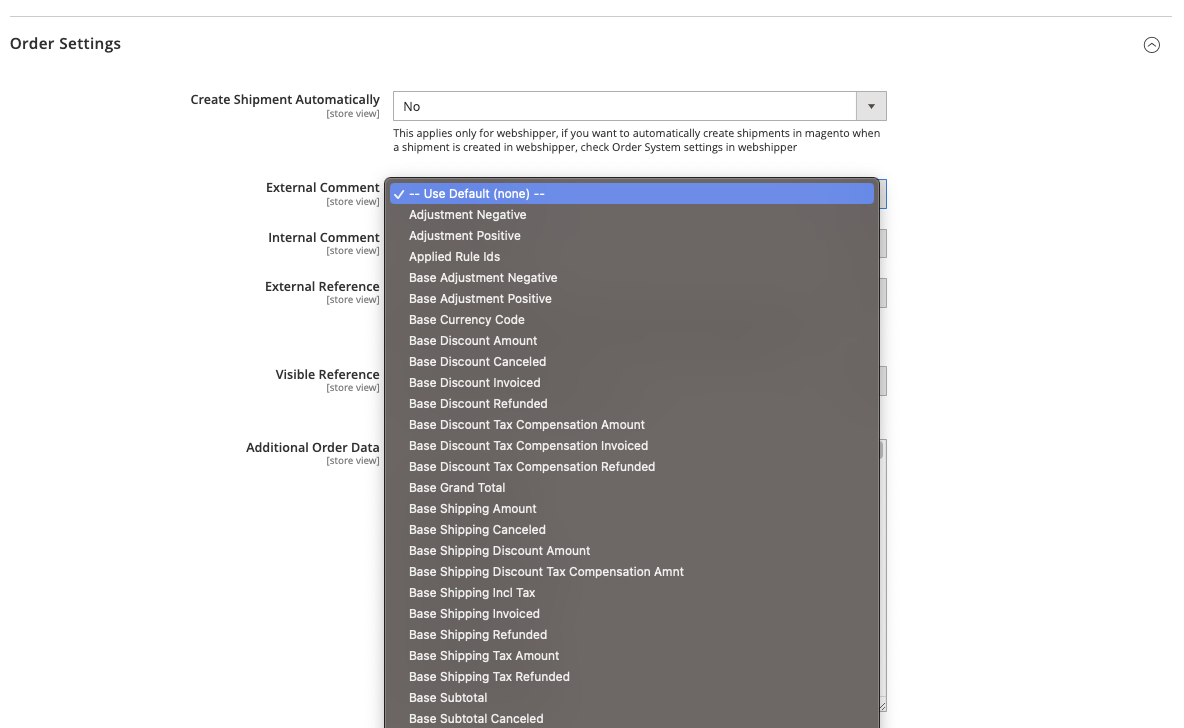 Order Settings
Create Shipment Automatically
[store view]
No
This applies only for webshipper, if you want to automatically create shipments in magento when
a shipment is created in webshipper, check Order System settings in webshipper
External Comment
[store view]
Internal Comment
[store view]
External Reference
[store view]
Visible Reference
[store view]
Additional Order Data
[store view]
-- Use Default (none) --
Adjustment Negative
Adjustment Positive
Applied Rule Ids
Base Adjustment Negative
Base Adjustment Positive
Base Currency Code
Base Discount Amount
Base Discount Canceled
Base Discount Invoiced
Base Discount Refunded
Base Discount Tax Compensation Amount
Base Discount Tax Compensation Invoiced
Base Discount Tax Compensation Refunded
Base Grand Total
Base Shipping Amount
Base Shipping Canceled
Base Shipping Discount Amount
Base Shipping Discount Tax Compensation Amnt
Base Shipping Incl Tax
Base Shipping Invoiced
Base Shipping Refunded
Base Shipping Tax Amount
Base Shipping Tax Refunded
Base Subtotal
Base Subtotal Canceled